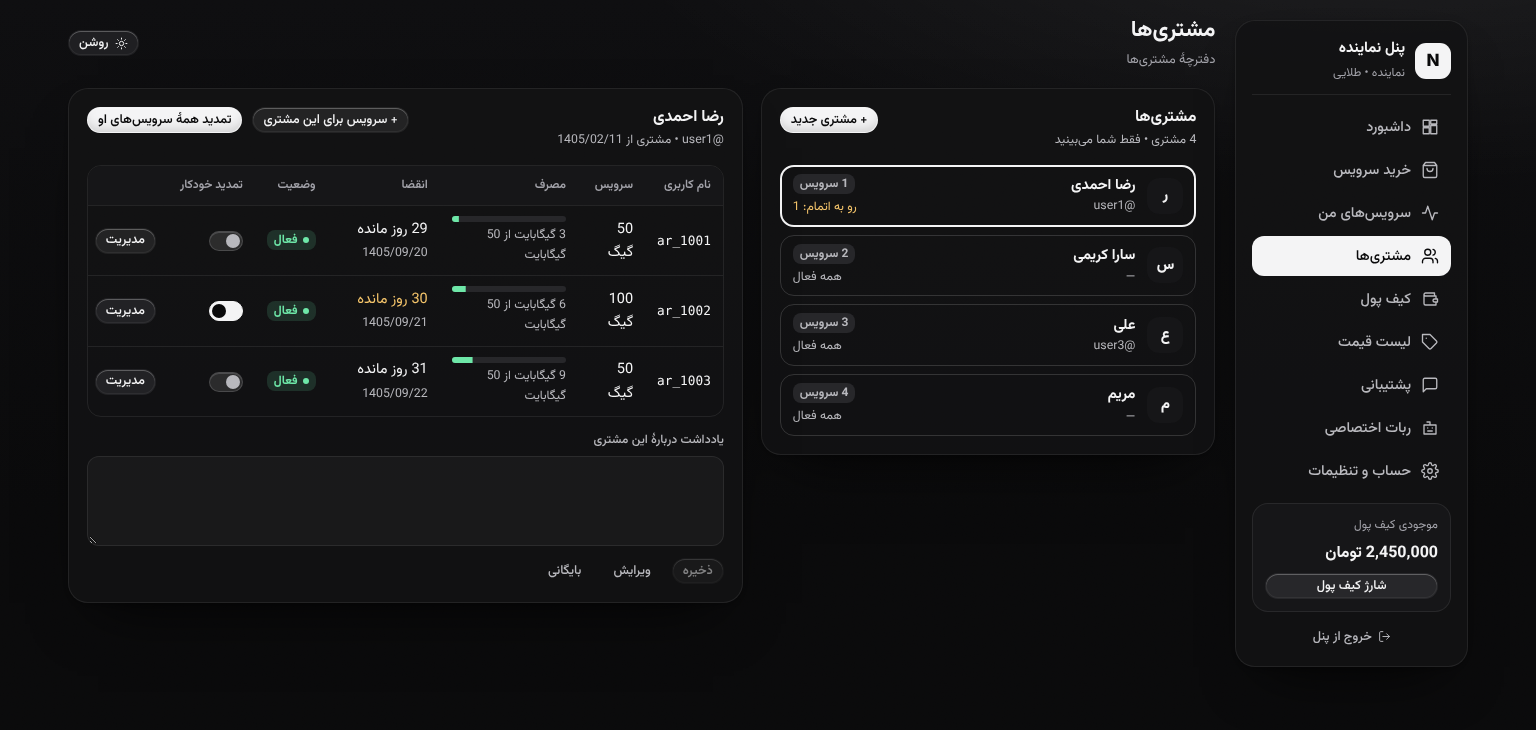 N
پنل نماینده
نماینده • طلایی
داشبورد
خرید سرویس
سرویس‌های من
مشتری‌ها
کیف پول
لیست قیمت
پشتیبانی
ربات اختصاصی
حساب و تنظیمات
موجودی کیف پول
2,450,000 تومان
شارژ کیف پول
خروج از پنل
مشتری‌ها
دفترچهٔ مشتری‌ها
روشن
مشتری‌ها
4 مشتری • فقط شما می‌بینید
+ مشتری جدید
ر
رضا احمدی
@user1
1 سرویس
رو به اتمام: 1
س
سارا کریمی
—
2 سرویس
همه فعال
ع
علی
@user3
3 سرویس
همه فعال
م
مریم
—
4 سرویس
همه فعال
رضا احمدی
@user1 • مشتری از 1405/02/11
+ سرویس برای این مشتری
تمدید همهٔ سرویس‌های او
نام کاربری سرویس مصرف انقضا وضعیت تمدید خودکار
ar_1001
50
گیگ
3 گیگابایت از 50
گیگابایت
29 روز مانده
1405/09/20
فعال
مدیریت
ar_1002
100
گیگ
6 گیگابایت از 50
گیگابایت
30 روز مانده
1405/09/21
فعال
مدیریت
ar_1003
50
گیگ
9 گیگابایت از 50
گیگابایت
31 روز مانده
1405/09/22
فعال
مدیریت
یادداشت دربارهٔ این مشتری
ذخیره
ویرایش
بایگانی